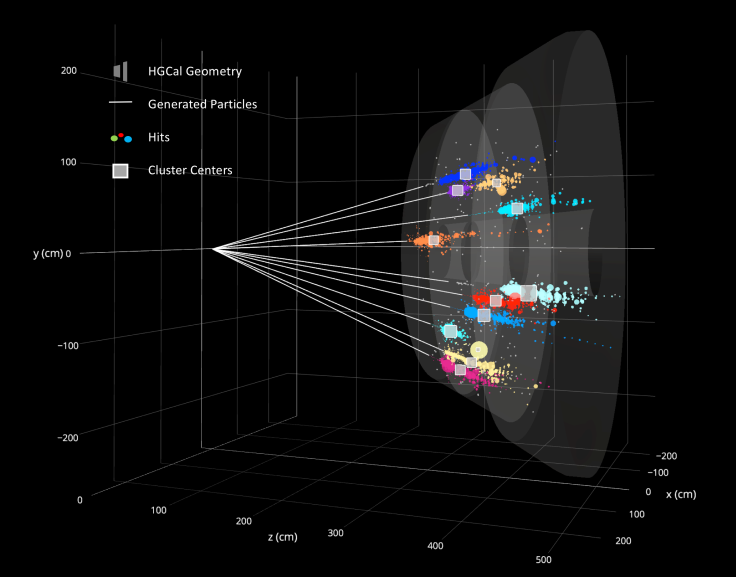 200
HGCal Geometry
Generated Particles
Hits
100
Cluster Centers
y (cm) 0
−100
−200
0
100
200
z (cm)
300
400
500
−200
−100
0
x (cm)
100
200